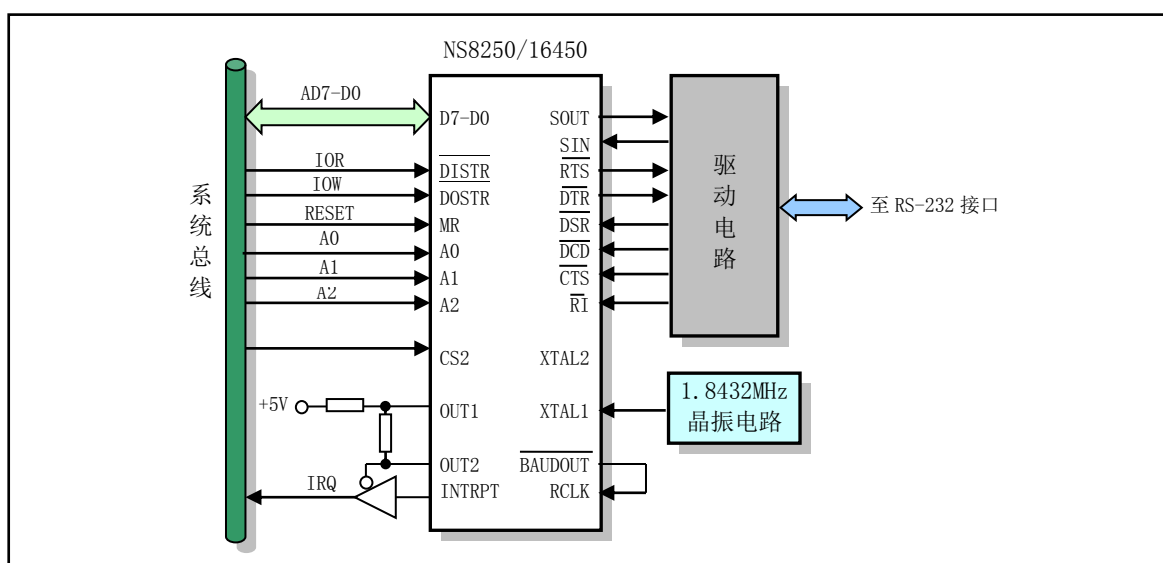 NS8250/16450
系统总线
AD7-D0
IOR
IOW
RESET
A0
A1
A2
+5V
IRQ
D7-D0
DISTR
DOSTR
MR
A0
A1
A2
CS2
OUT1
OUT2
INTRPT
SOUT
SIN
RTS
DTR
DSR
DCD
CTS
RI
XTAL2
XTAL1
BAUDOUT
RCLK
驱动电路
至 RS-232 接口
1.8432MHz
晶振电路